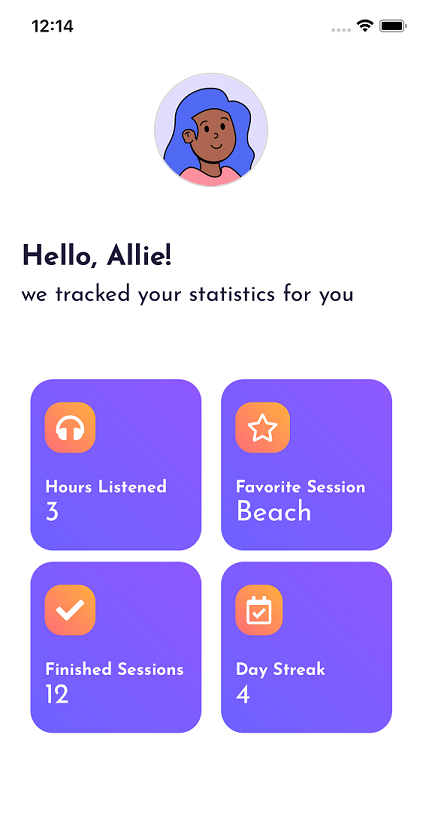 12:14
Hello, Allie!
we tracked your statistics for you
Hours Listened
3
Favorite Session
Beach
Finished Sessions
12
Day Streak
4